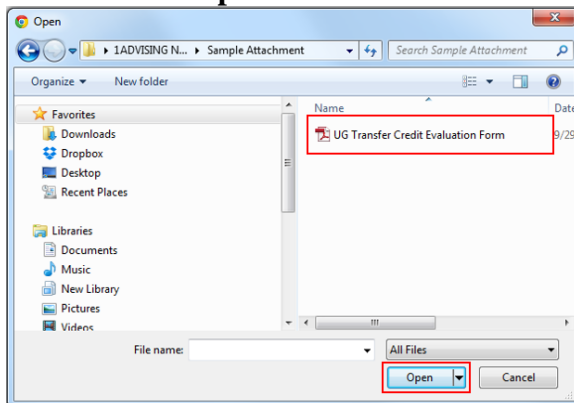 Open
1ADVISING N... Sample Attachment Search Sample Attachment
Organize New folder
Favorites
Downloads
Dropbox
Desktop
Recent Places
Libraries
Documents
Music
New Library
Pictures
Videos
Name Date
UG Transfer Credit Evaluation Form 9/29
File name: All Files
Open Cancel